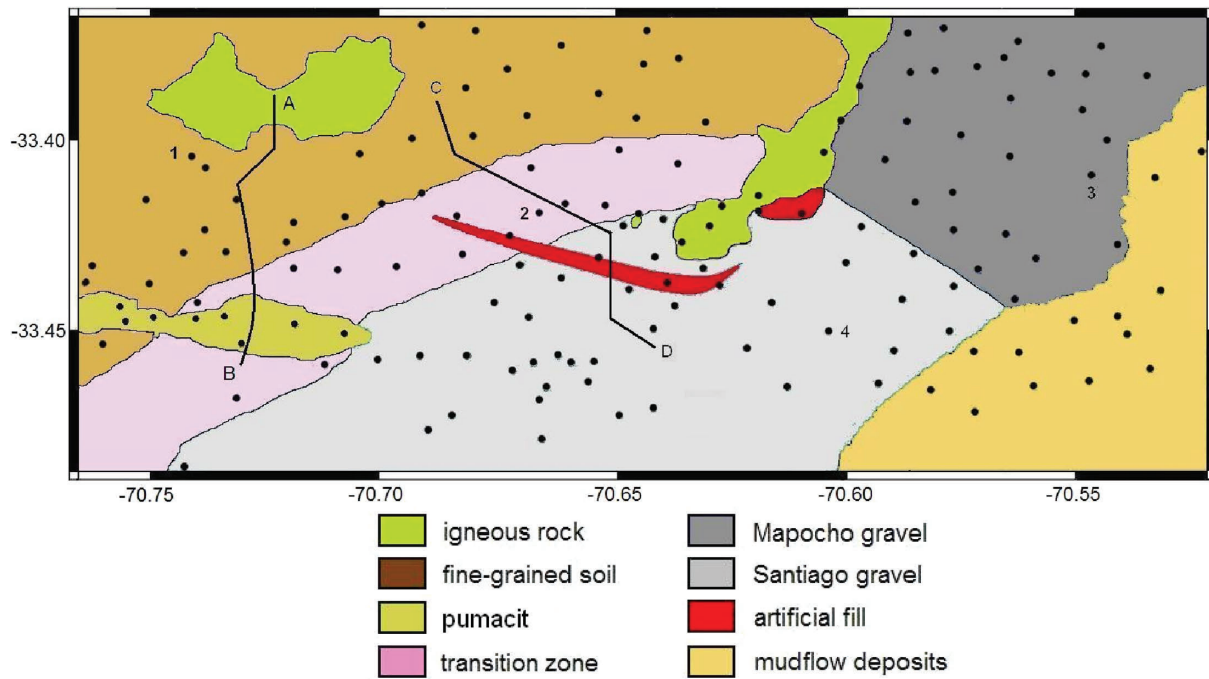 C
A
-33.40
1
3
2
-33.45
4
D
B
-70.75 -70.70 -70.65 -70.60 -70.55
igneous rock Mapocho gravel
fine-grained soil Santiago gravel
pumacit artificial fill
transition zone mudflow deposits